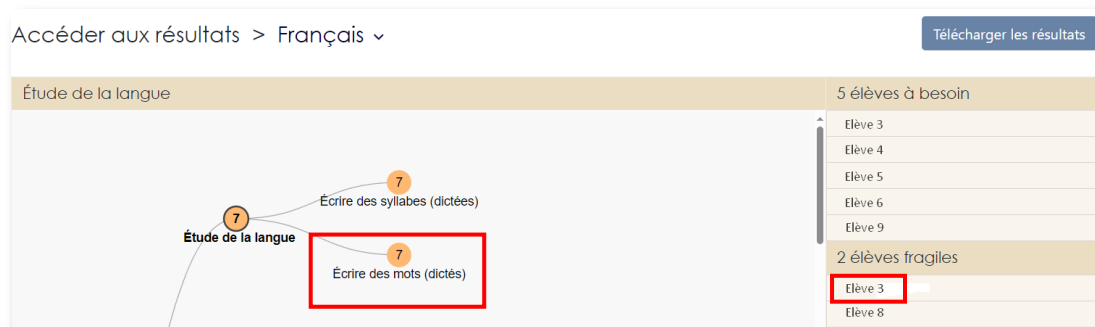 Accéder aux résultats > Français
Télécharger les résultats
Étude de la langue
7
Écrire des syllabes (dictées)
7
Étude de la langue
7
Écrire des mots (dictés)
5 élèves à besoin
Elève 3
Elève 4
Elève 5
Elève 6
Elève 9
2 élèves fragiles
Elève 3
Elève 8